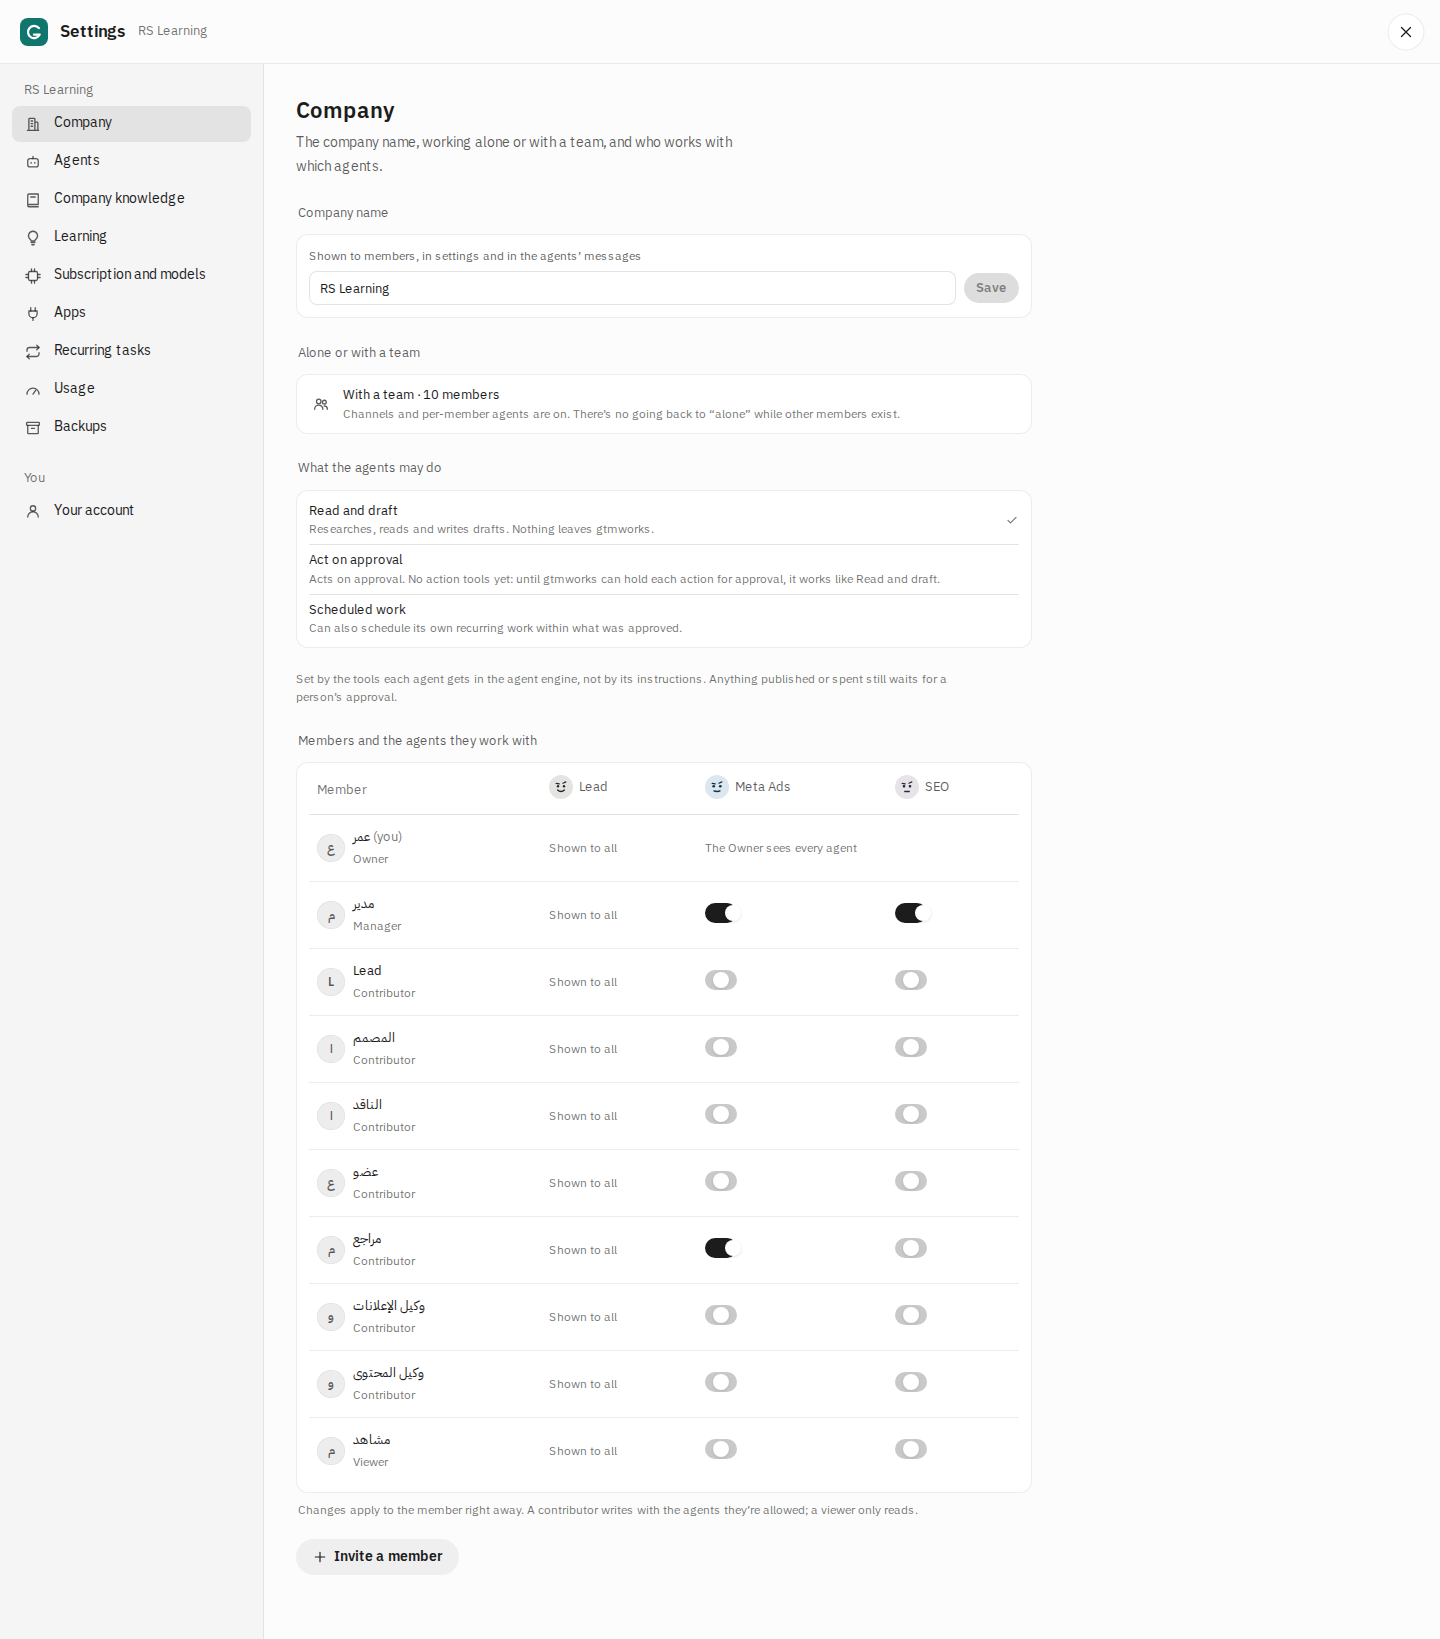 Settings RS Learning
RS Learning
Company
Agents
Company knowledge
Learning
Subscription and models
Apps
Recurring tasks
Usage
Backups
You
Your account
Company
The company name, working alone or with a team, and who works with
which agents.
Company name
Shown to members, in settings and in the agents’ messages
RS Learning
Save
Alone or with a team
With a team · 10 members
Channels and per-member agents are on. There’s no going back to “alone” while other members exist.
What the agents may do
Read and draft
Researches, reads and writes drafts. Nothing leaves gtmworks.
Act on approval
Acts on approval. No action tools yet: until gtmworks can hold each action for approval, it works like Read and draft.
Scheduled work
Can also schedule its own recurring work within what was approved.
Set by the tools each agent gets in the agent engine, not by its instructions. Anything published or spent still waits for a
person’s approval.
Members and the agents they work with
Member Lead Meta Ads SEO
ع عمر (you)
Owner
Shown to all
The Owner sees every agent
م مدير
Manager
Shown to all
L Lead
Contributor
Shown to all
ا المصمم
Contributor
Shown to all
ا الناقد
Contributor
Shown to all
ع عضو
Contributor
Shown to all
م مراجع
Contributor
Shown to all
و وكيل الإعلانات
Contributor
Shown to all
و وكيل المحتوى
Contributor
Shown to all
م مشاهد
Viewer
Shown to all
Changes apply to the member right away. A contributor writes with the agents they’re allowed; a viewer only reads.
Invite a member